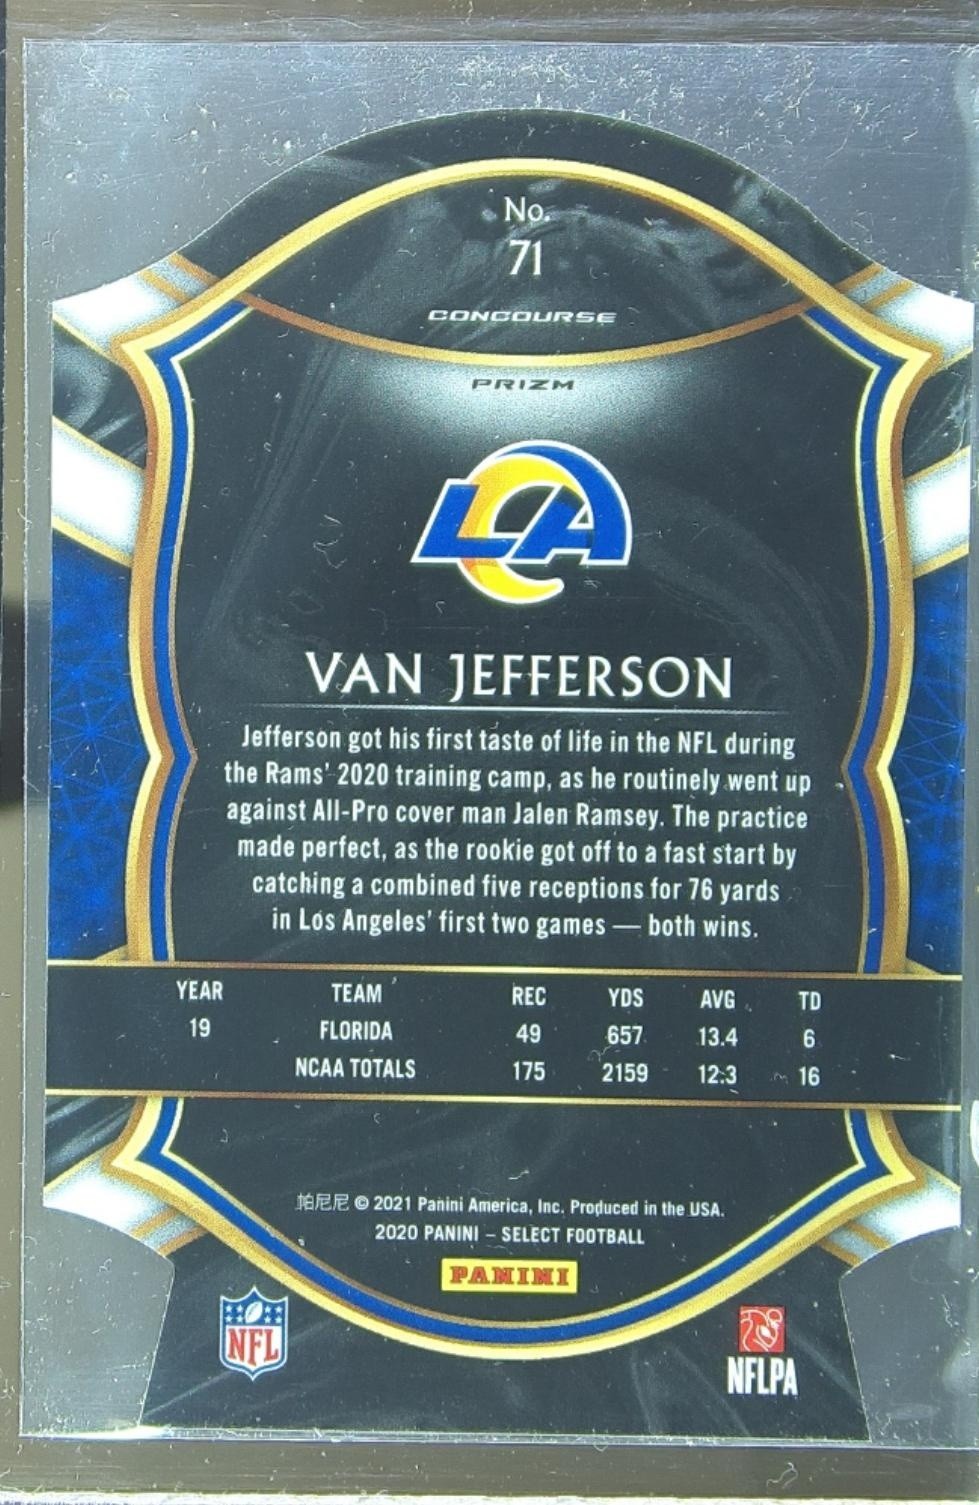 No.
71
CONCOURSE
PRIZM
LA
VAN JEFFERSON
Jefferson got his first taste of life in the NFL during
the Rams' 2020 training camp, as he routinely went up
against All-Pro cover man Jalen Ramsey. The practice
made perfect, as the rookie got off to a fast start by
catching a combined five receptions for 76 yards
in Los Angeles' first two games — both wins.
YEAR TEAM REC YDS AVG TD
19 FLORIDA 49 657 13.4 6
NCAA TOTALS 175 2159 12.3 16
帕尼尼 © 2021 Panini America, Inc. Produced in the USA.
2020 PANINI – SELECT FOOTBALL
PANINI
NFL
NFLPA